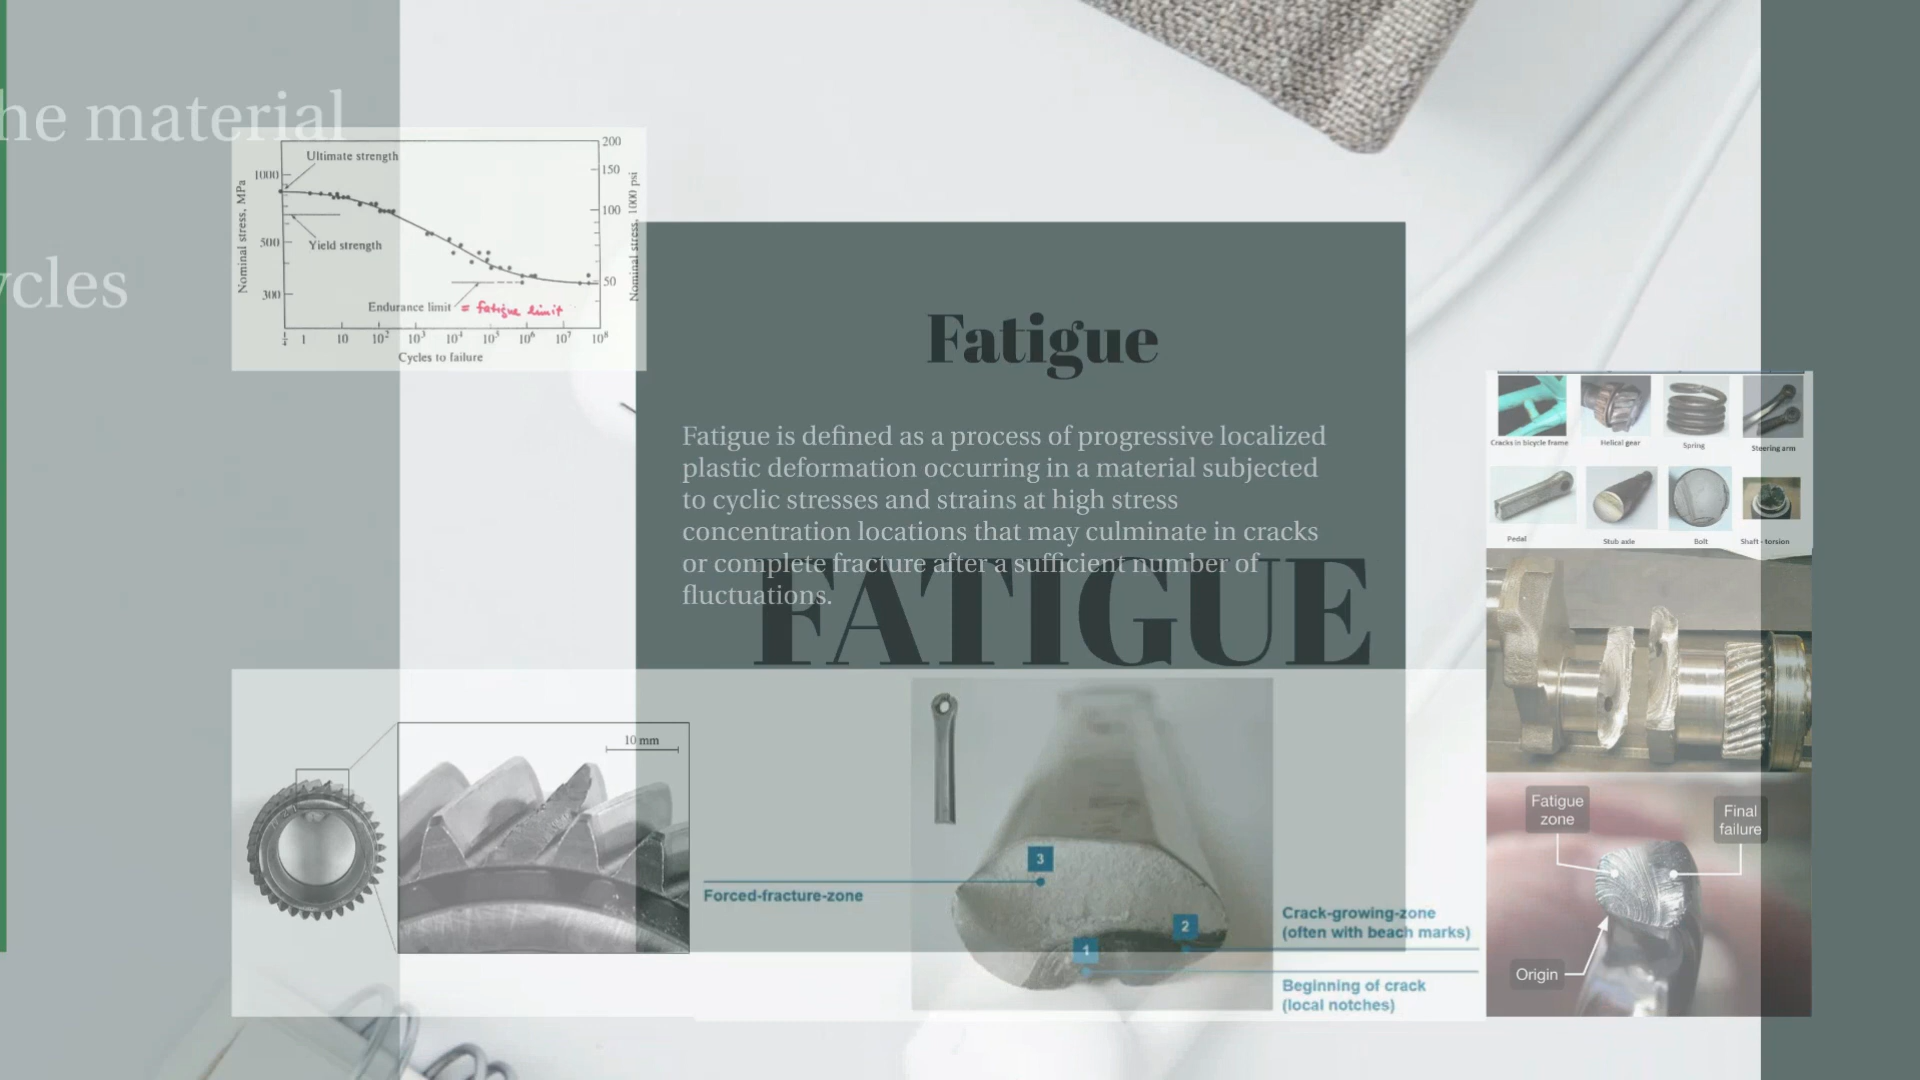 he material
ycles
Ultimate strength
Yield strength
Endurance limit = fatigue limit
Nominal stress, MPa
1000
500
300
200
150
100
50
Nominal stress, 1000 psi
1/4 1 10 10² 10³ 10⁴ 10⁵ 10⁶ 10⁷ 10⁸
Cycles to failure
Fatigue
Fatigue is defined as a process of progressive localized
plastic deformation occurring in a material subjected
to cyclic stresses and strains at high stress
concentration locations that may culminate in cracks
or complete fracture after a sufficient number of
fluctuations.
FATIGUE
Cracks in bicycle frame
Helical gear
Spring
Steering arm
Pedal
Stub axle
Bolt
Shaft - torsion
10 mm
3
Forced-fracture-zone
2
Crack-growing-zone
(often with beach marks)
1
Beginning of crack
(local notches)
Fatigue
zone
Final
failure
Origin